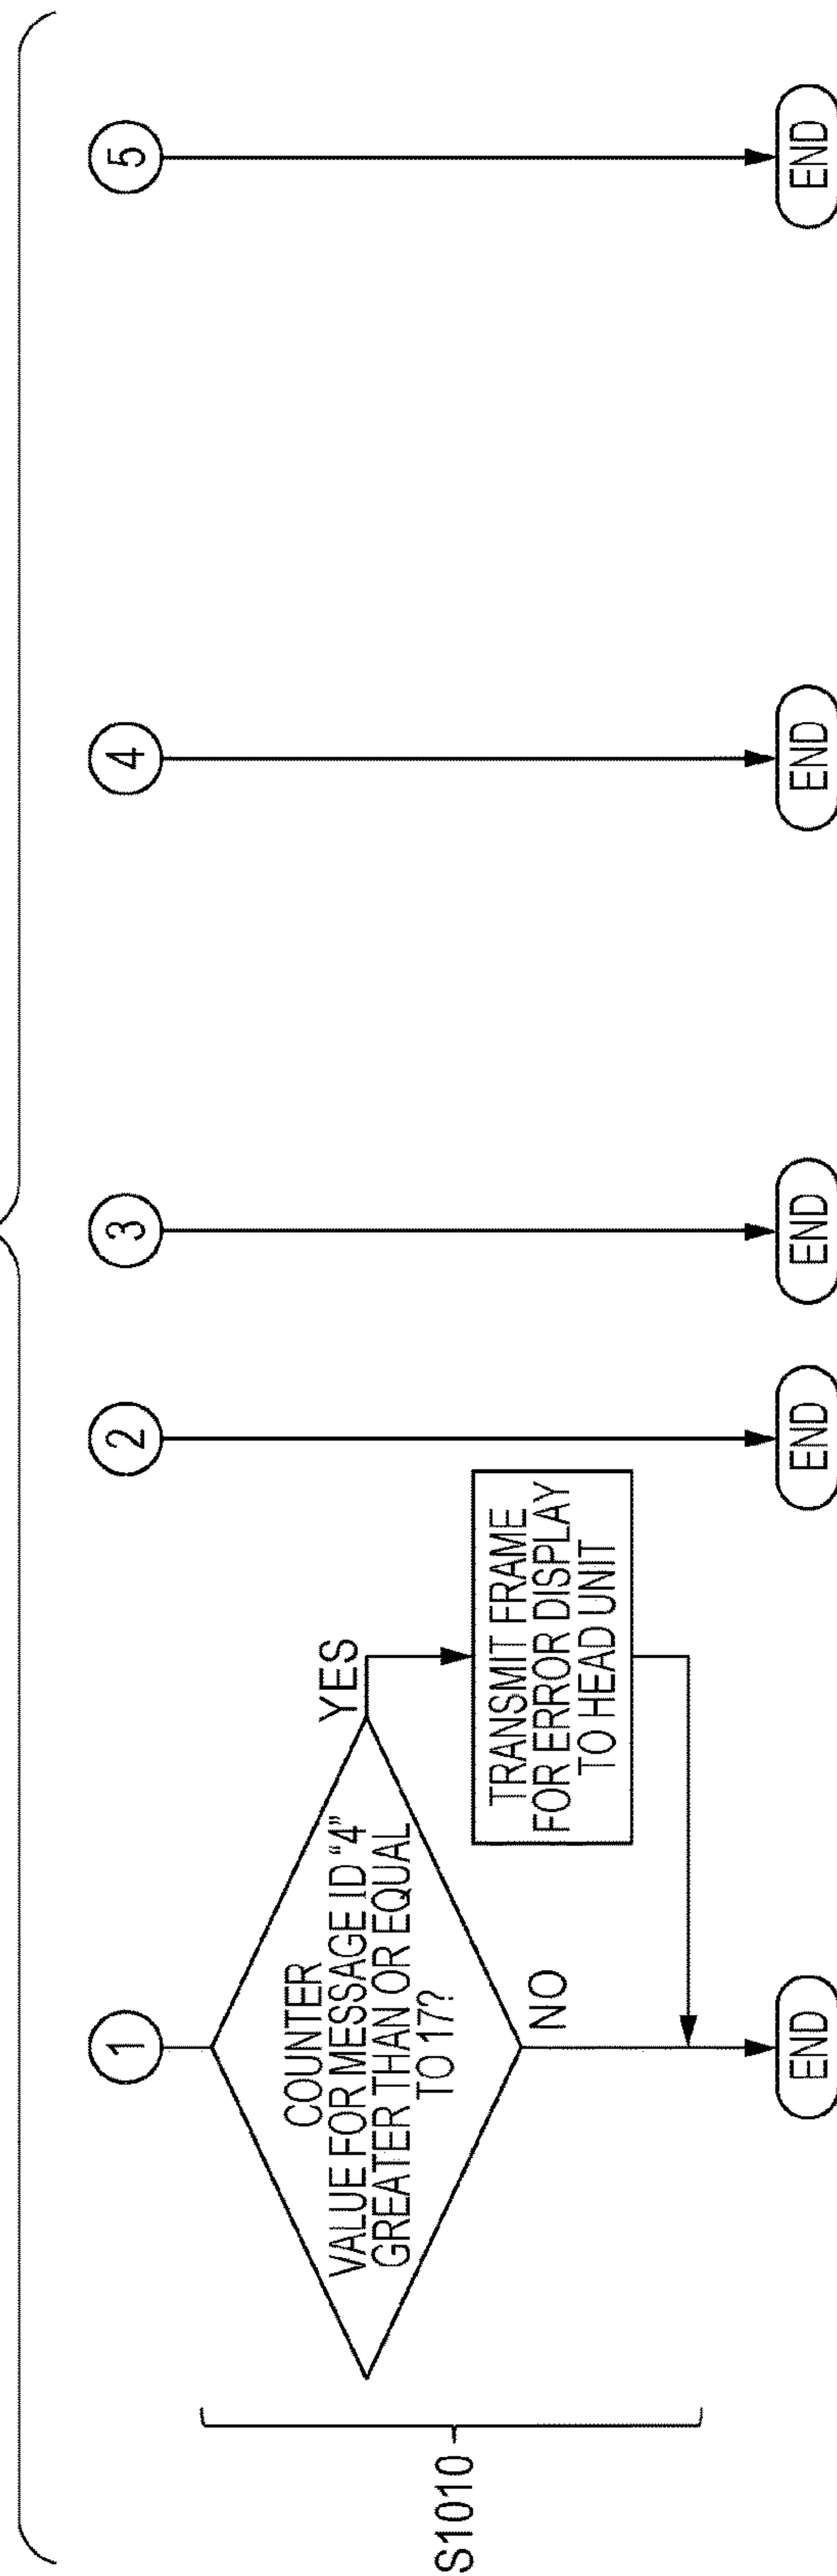 1
2
3
4
5
COUNTER
VALUE FOR MESSAGE ID "4"
GREATER THAN OR EQUAL
TO 17?
YES
NO
TRANSMIT FRAME
FOR ERROR DISPLAY
TO HEAD UNIT
S1010
END
END
END
END
END